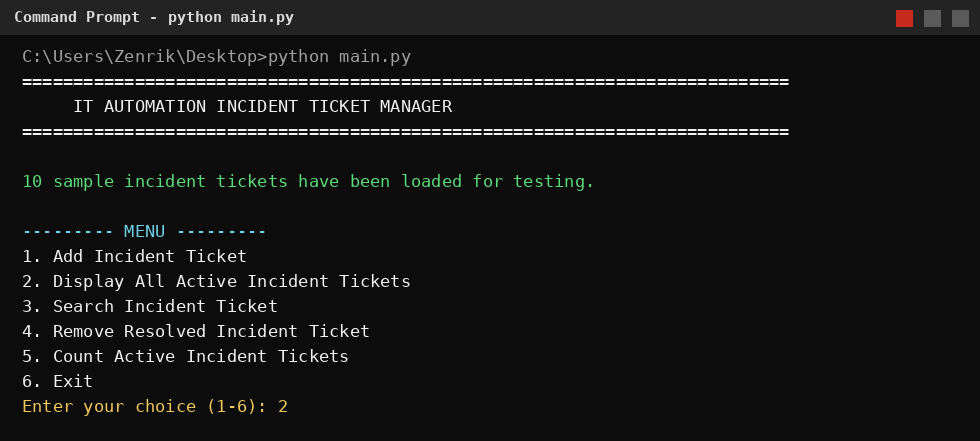 Command Prompt - python main.py
C:\Users\Zenrik\Desktop>python main.py
===========================================================================
IT AUTOMATION INCIDENT TICKET MANAGER
===========================================================================
10 sample incident tickets have been loaded for testing.
--------- MENU ---------
1. Add Incident Ticket
2. Display All Active Incident Tickets
3. Search Incident Ticket
4. Remove Resolved Incident Ticket
5. Count Active Incident Tickets
6. Exit
Enter your choice (1-6): 2